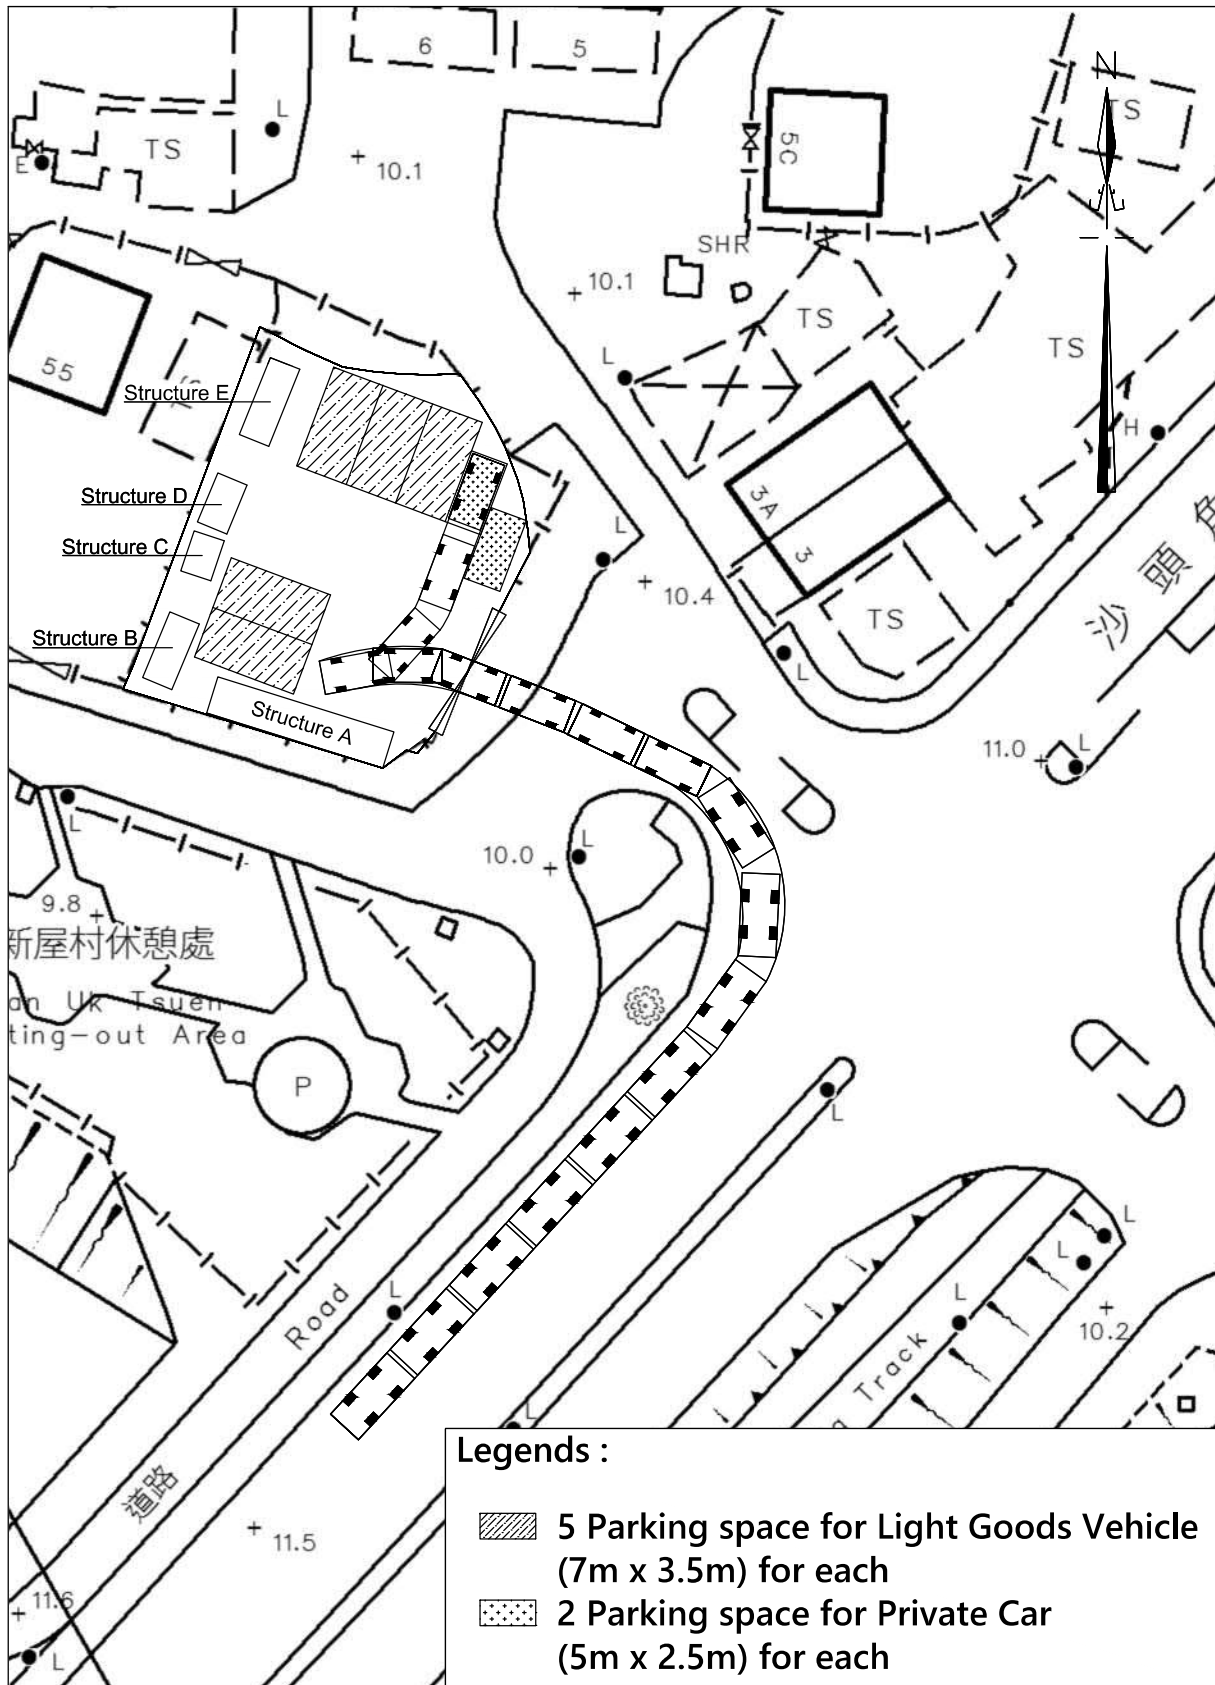 6
5
N
L
TS
5C
TS
E
10.1
SHR
10.1
TS
TS
L
55
Structure E
H
Structure D
3A
L
Structure C
3
沙頭角
10.4
TS
Structure B
L
Structure A
11.0
L
L
10.0
L
9.8
新屋村休憩處
an Uk Tsuen
ting-out Area
P
L
L
L
L
Road
L
10.2
Track
L
道路
11.5
11.6
L
Legends :
5 Parking space for Light Goods Vehicle
(7m x 3.5m) for each
2 Parking space for Private Car
(5m x 2.5m) for each